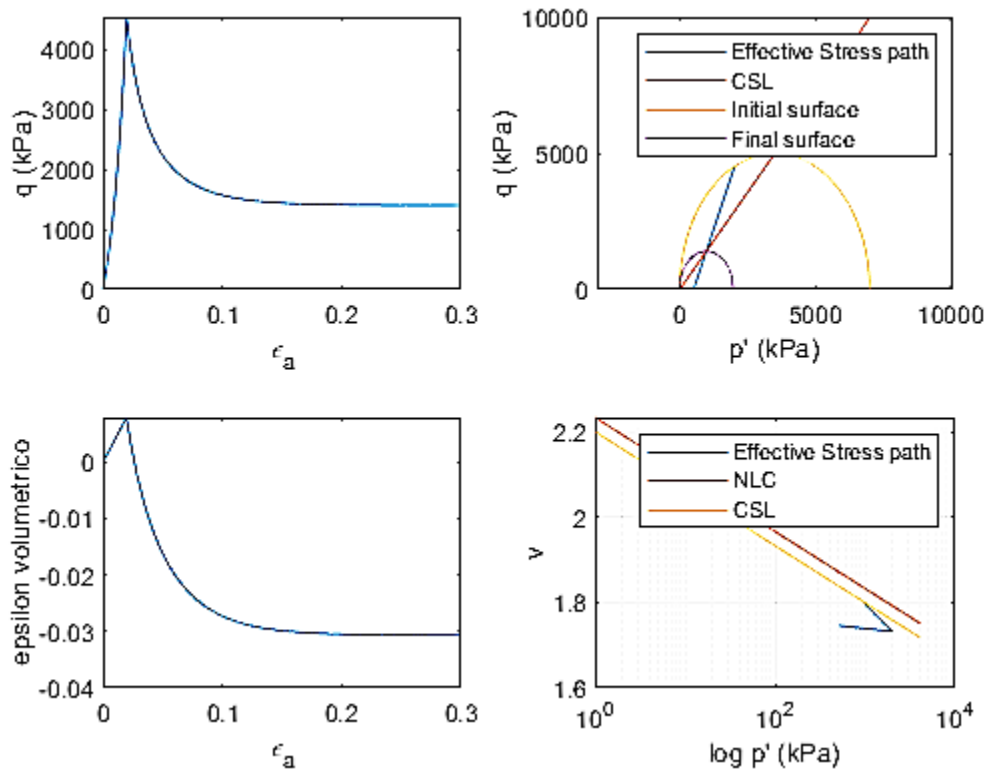 4000
3000
2000
1000
0
q (kPa)
0 0.1 0.2 0.3
ϵa
10000
5000
0
q (kPa)
Effective Stress path
CSL
Initial surface
Final surface
0 5000 10000
p' (kPa)
0
-0.01
-0.02
-0.03
-0.04
epsilon volumetrico
0 0.1 0.2 0.3
ϵa
2.2
2
1.8
1.6
v
Effective Stress path
NLC
CSL
10^0 10^2 10^4
log p' (kPa)